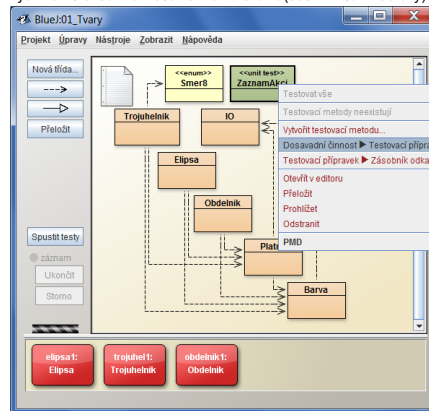 BlueJ:01_Tvary
Projekt Úpravy Nástroje Zobrazit Nápověda
Nová třída...
Přeložit
Spustit testy
záznam
Ukončit
Storno
<<enum>>
Smer8
<<unit test>>
ZaznamAkci
Trojuhelnik
IO
Elipsa
Obdelnik
Barva
Testovat vše
Testovací metody neexistují
Vytvořit testovací metodu...
Dosavadní činnost ▶ Testovací
Testovací přípravek ▶ Zásobník
Otevřít v editoru
Přeložit
Prohlížet
Odstranit
PMD
elipsa1:
Elipsa
trojuhel1:
Trojuhelnik
obdelnik1:
Obdelnik